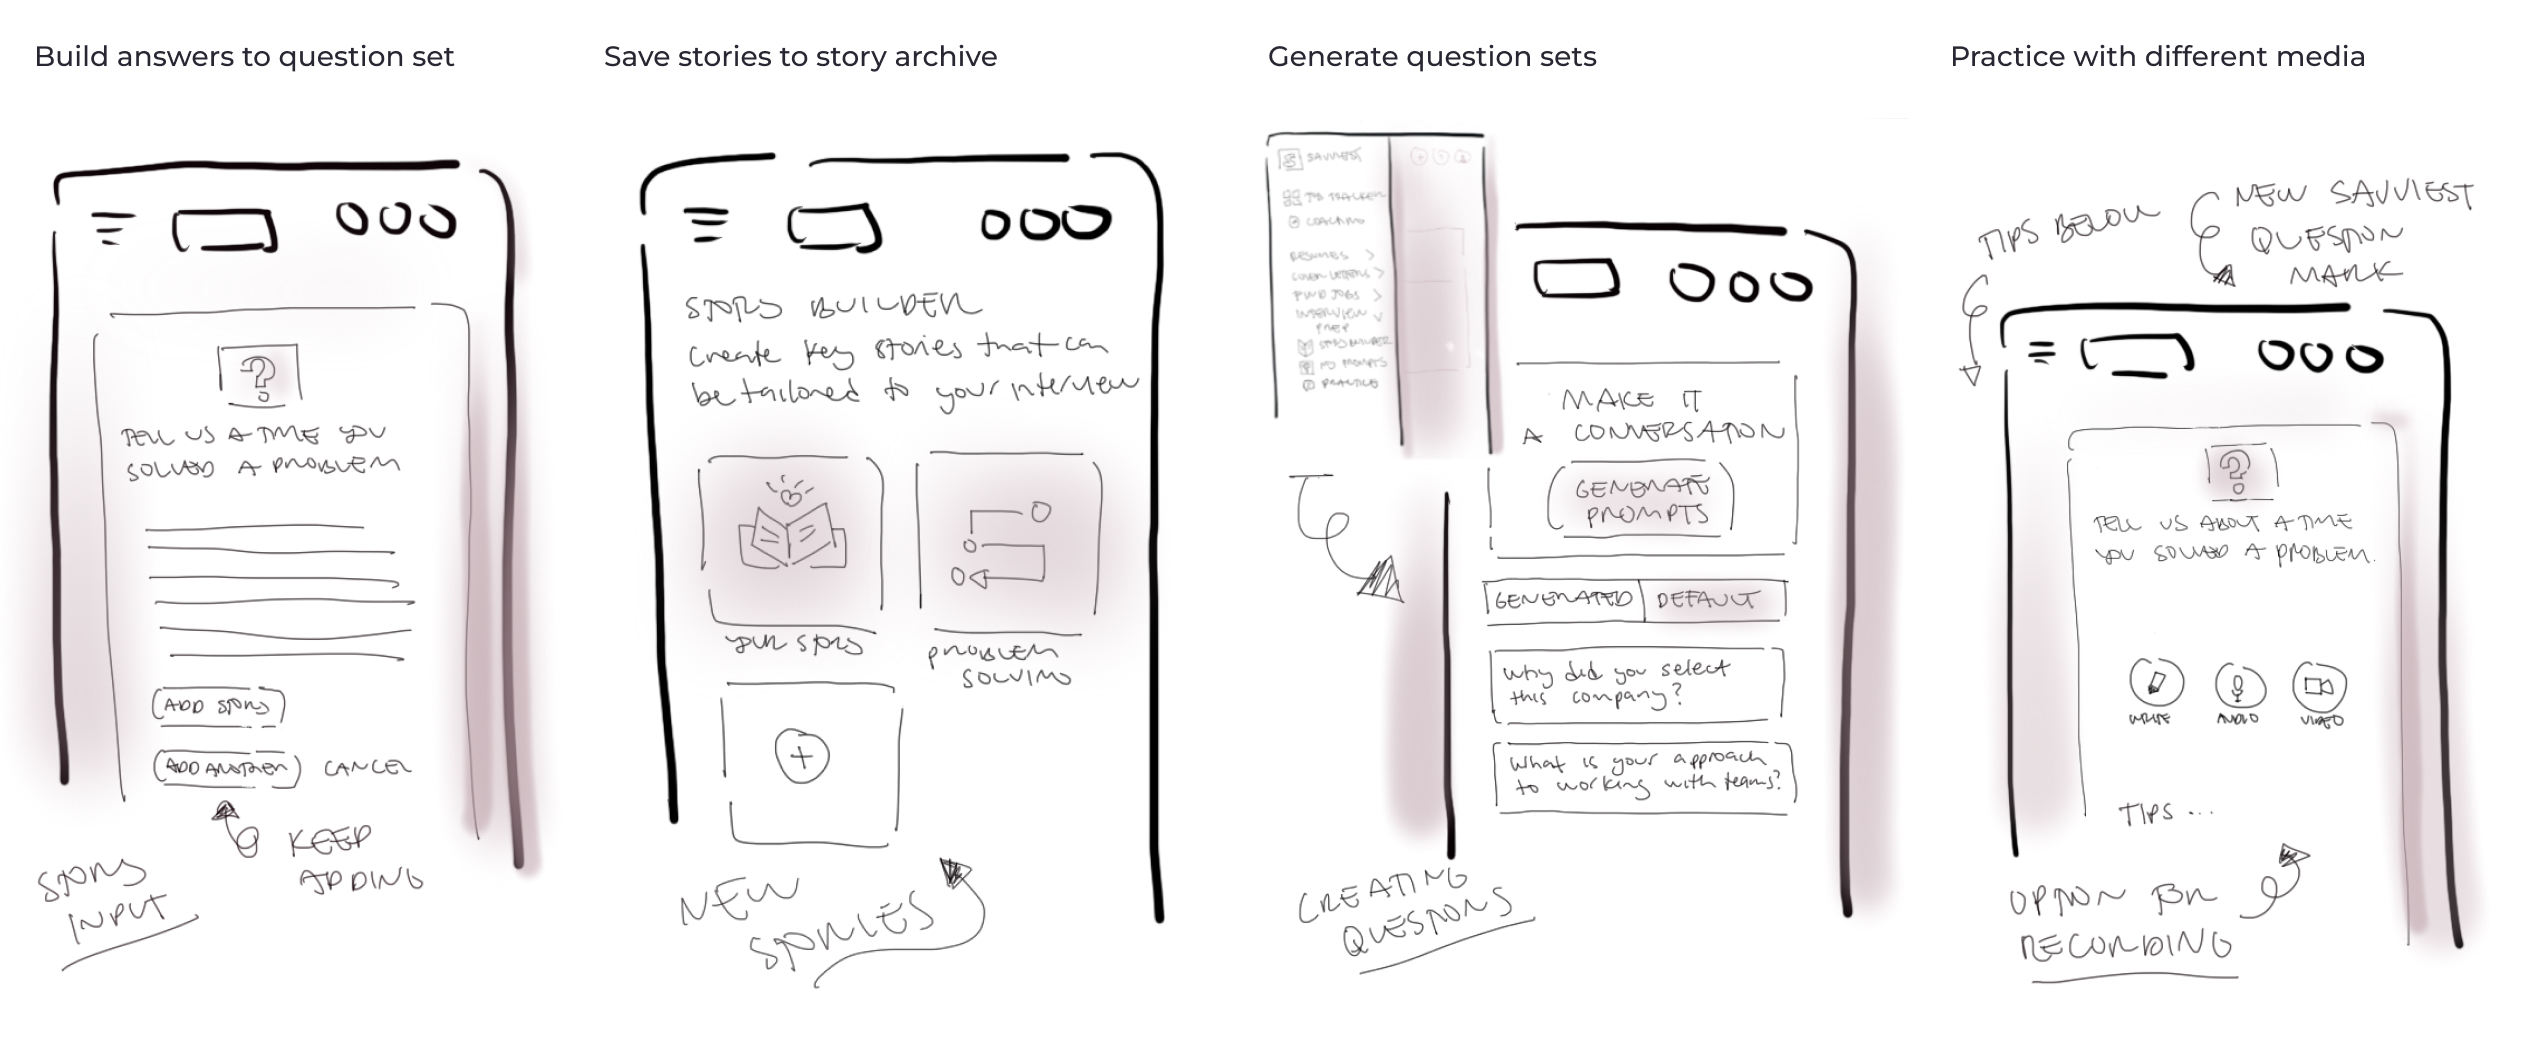 Build answers to question set
?
TELL US A TIME YOU
SOLVED A PROBLEM
ADD STORY
ADD ANOTHER CANCEL
KEEP
ADDING
STORY
INPUT
Save stories to story archive
STORY BUILDER
Create key stories that can
be tailored to your interview
YOUR STORY
PROBLEM
SOLVING
+
NEW
STORIES
Generate question sets
SAVVIEST
JOB TRACKER
COACHING
RESUMES >
COVER LETTERS >
FIND JOBS >
INTERVIEW
PREP
STORY BUILDER
MY PROMPTS
PRACTICE
MAKE IT
A CONVERSATION
GENERATE
PROMPTS
GENERATED DEFAULT
Why did you select
this company?
What is your approach
to working with teams?
CREATING
QUESTIONS
Practice with different media
TIPS BELOW
NEW SAVVIEST
QUESTION
MARK
?
TELL US ABOUT A TIME
YOU SOLVED A PROBLEM.
WRITE AUDIO VIDEO
TIPS ...
OPTION FOR
RECORDING